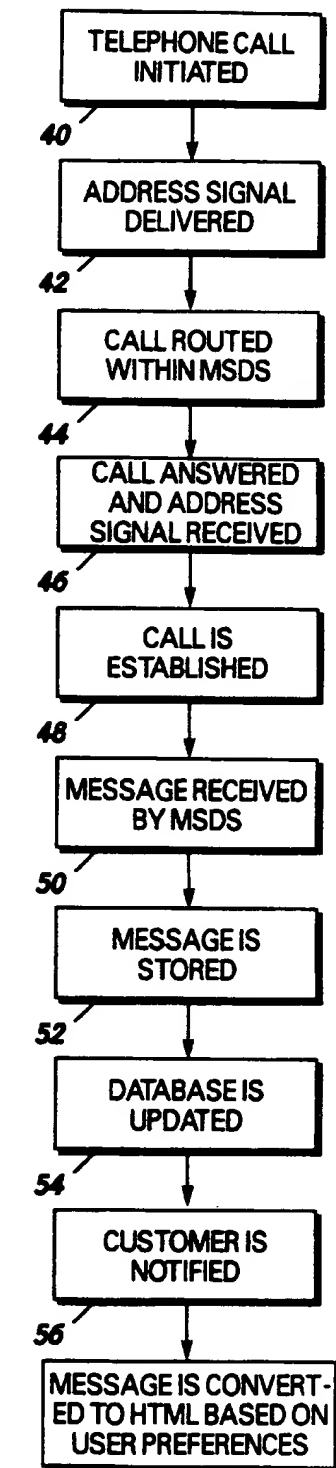 TELEPHONE CALL
INITIATED
40
ADDRESS SIGNAL
DELIVERED
42
CALL ROUTED
WITHIN MSDS
44
CALL ANSWERED
AND ADDRESS
SIGNAL RECEIVED
46
CALL IS
ESTABLISHED
48
MESSAGE RECEIVED
BY MSDS
50
MESSAGE IS
STORED
52
DATABASE IS
UPDATED
54
CUSTOMER IS
NOTIFIED
56
MESSAGE IS CONVERT-
ED TO HTML BASED ON
USER PREFERENCES